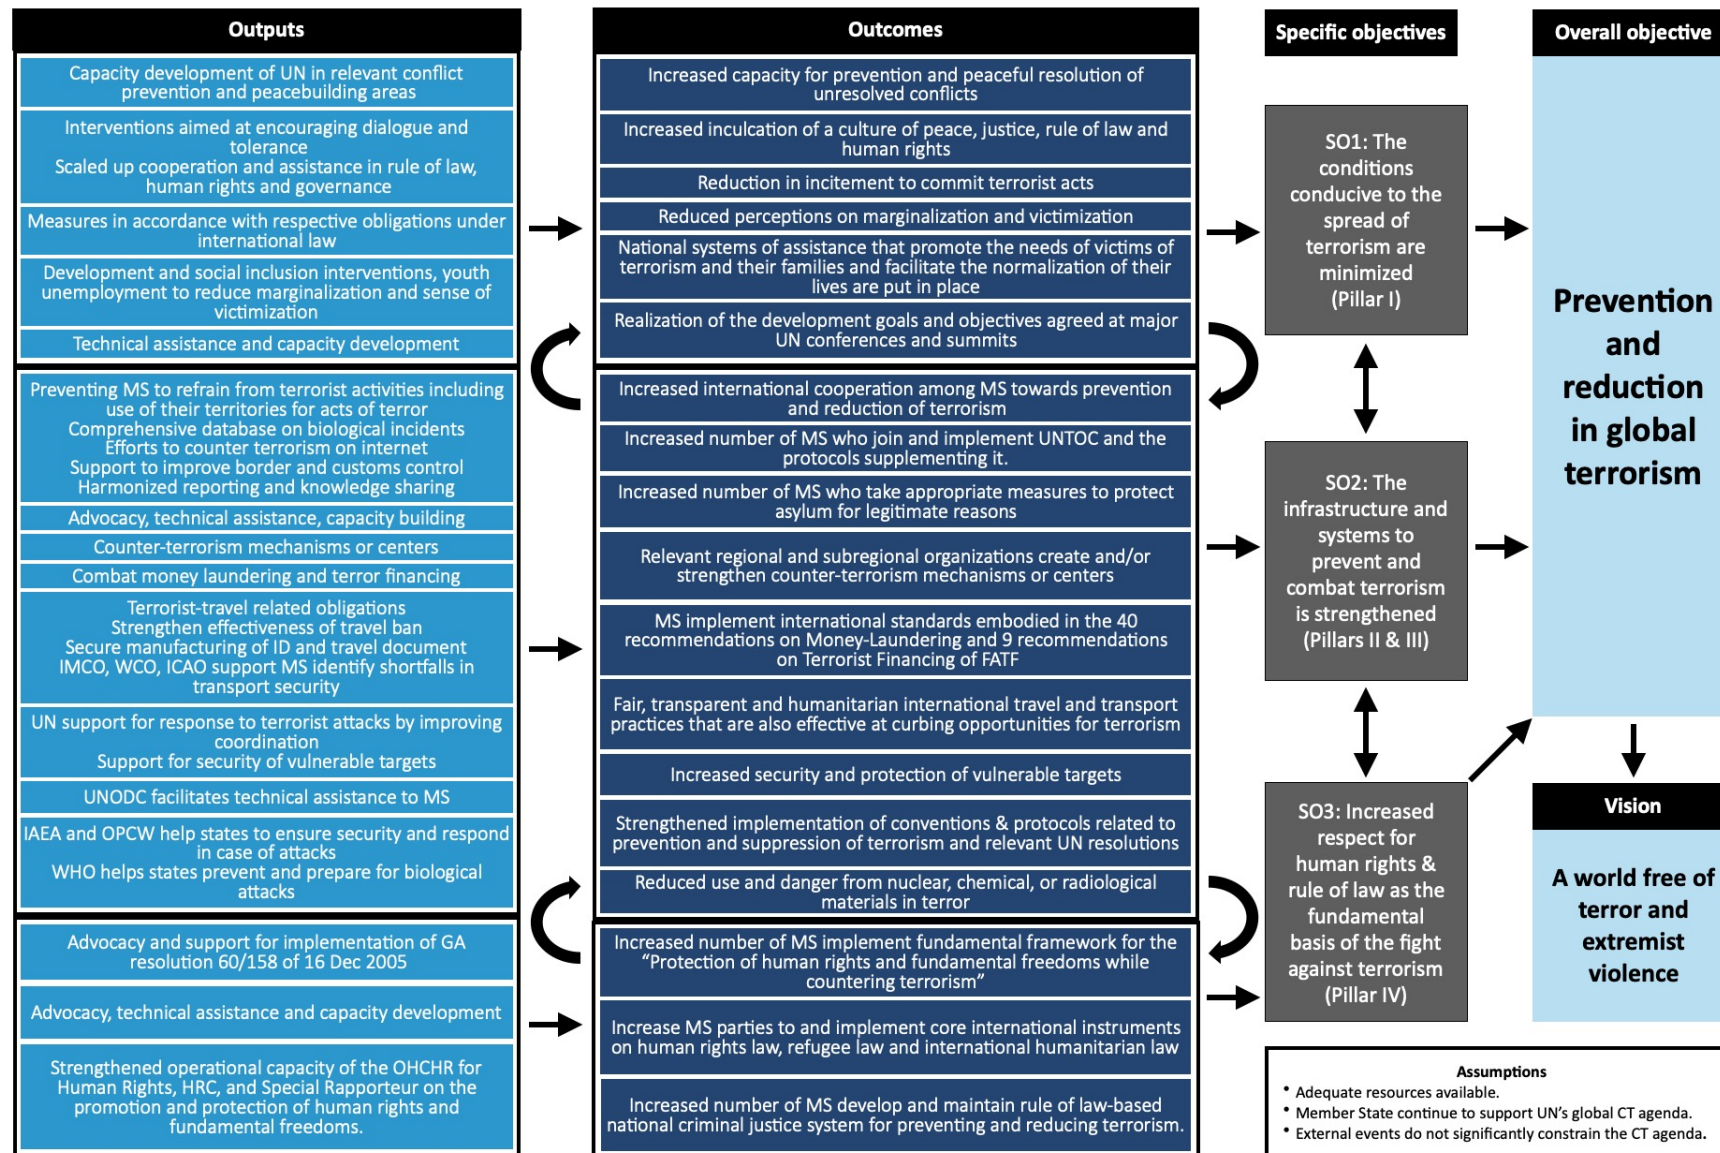 Outputs
Capacity development of UN in relevant conflict
prevention and peacebuilding areas
Interventions aimed at encouraging dialogue and
tolerance
Scaled up cooperation and assistance in rule of law,
human rights and governance
Measures in accordance with respective obligations under
international law
Development and social inclusion interventions, youth
unemployment to reduce marginalization and sense of
victimization
Technical assistance and capacity development
Preventing MS to refrain from terrorist activities including
use of their territories for acts of terror
Comprehensive database on biological incidents
Efforts to counter terrorism on internet
Support to improve border and customs control
Harmonized reporting and knowledge sharing
Advocacy, technical assistance, capacity building
Counter-terrorism mechanisms or centers
Combat money laundering and terror financing
Terrorist-travel related obligations
Strengthen effectiveness of travel ban
Secure manufacturing of ID and travel document
IMCO, WCO, ICAO support MS identify shortfalls in
transport security
UN support for response to terrorist attacks by improving
coordination
Support for security of vulnerable targets
UNODC facilitates technical assistance to MS
IAEA and OPCW help states to ensure security and respond
in case of attacks
WHO helps states prevent and prepare for biological
attacks
Advocacy and support for implementation of GA
resolution 60/158 of 16 Dec 2005
Advocacy, technical assistance and capacity development
Strengthened operational capacity of the OHCHR for
Human Rights, HRC, and Special Rapporteur on the
promotion and protection of human rights and
fundamental freedoms.
Outcomes
Increased capacity for prevention and peaceful resolution of
unresolved conflicts
Increased inculcation of a culture of peace, justice, rule of law and
human rights
Reduction in incitement to commit terrorist acts
Reduced perceptions on marginalization and victimization
National systems of assistance that promote the needs of victims of
terrorism and their families and facilitate the normalization of their
lives are put in place
Realization of the development goals and objectives agreed at major
UN conferences and summits
Increased international cooperation among MS towards prevention
and reduction of terrorism
Increased number of MS who join and implement UNTOC and the
protocols supplementing it.
Increased number of MS who take appropriate measures to protect
asylum for legitimate reasons
Relevant regional and subregional organizations create and/or
strengthen counter-terrorism mechanisms or centers
MS implement international standards embodied in the 40
recommendations on Money-Laundering and 9 recommendations
on Terrorist Financing of FATF
Fair, transparent and humanitarian international travel and transport
practices that are also effective at curbing opportunities for terrorism
Increased security and protection of vulnerable targets
Strengthened implementation of conventions & protocols related to
prevention and suppression of terrorism and relevant UN resolutions
Reduced use and danger from nuclear, chemical, or radiological
materials in terror
Increased number of MS implement fundamental framework for the
“Protection of human rights and fundamental freedoms while
countering terrorism”
Increase MS parties to and implement core international instruments
on human rights law, refugee law and international humanitarian law
Increased number of MS develop and maintain rule of law-based
national criminal justice system for preventing and reducing terrorism.
Specific objectives
SO1: The
conditions
conducive to the
spread of
terrorism are
minimized
(Pillar I)
SO2: The
infrastructure and
systems to
prevent and
combat terrorism
is strengthened
(Pillars II & III)
SO3: Increased
respect for
human rights &
rule of law as the
fundamental
basis of the fight
against terrorism
(Pillar IV)
Overall objective
Prevention
and
reduction
in global
terrorism
Vision
A world free of
terror and
extremist
violence
Assumptions
• Adequate resources available.
• Member State continue to support UN’s global CT agenda.
• External events do not significantly constrain the CT agenda.